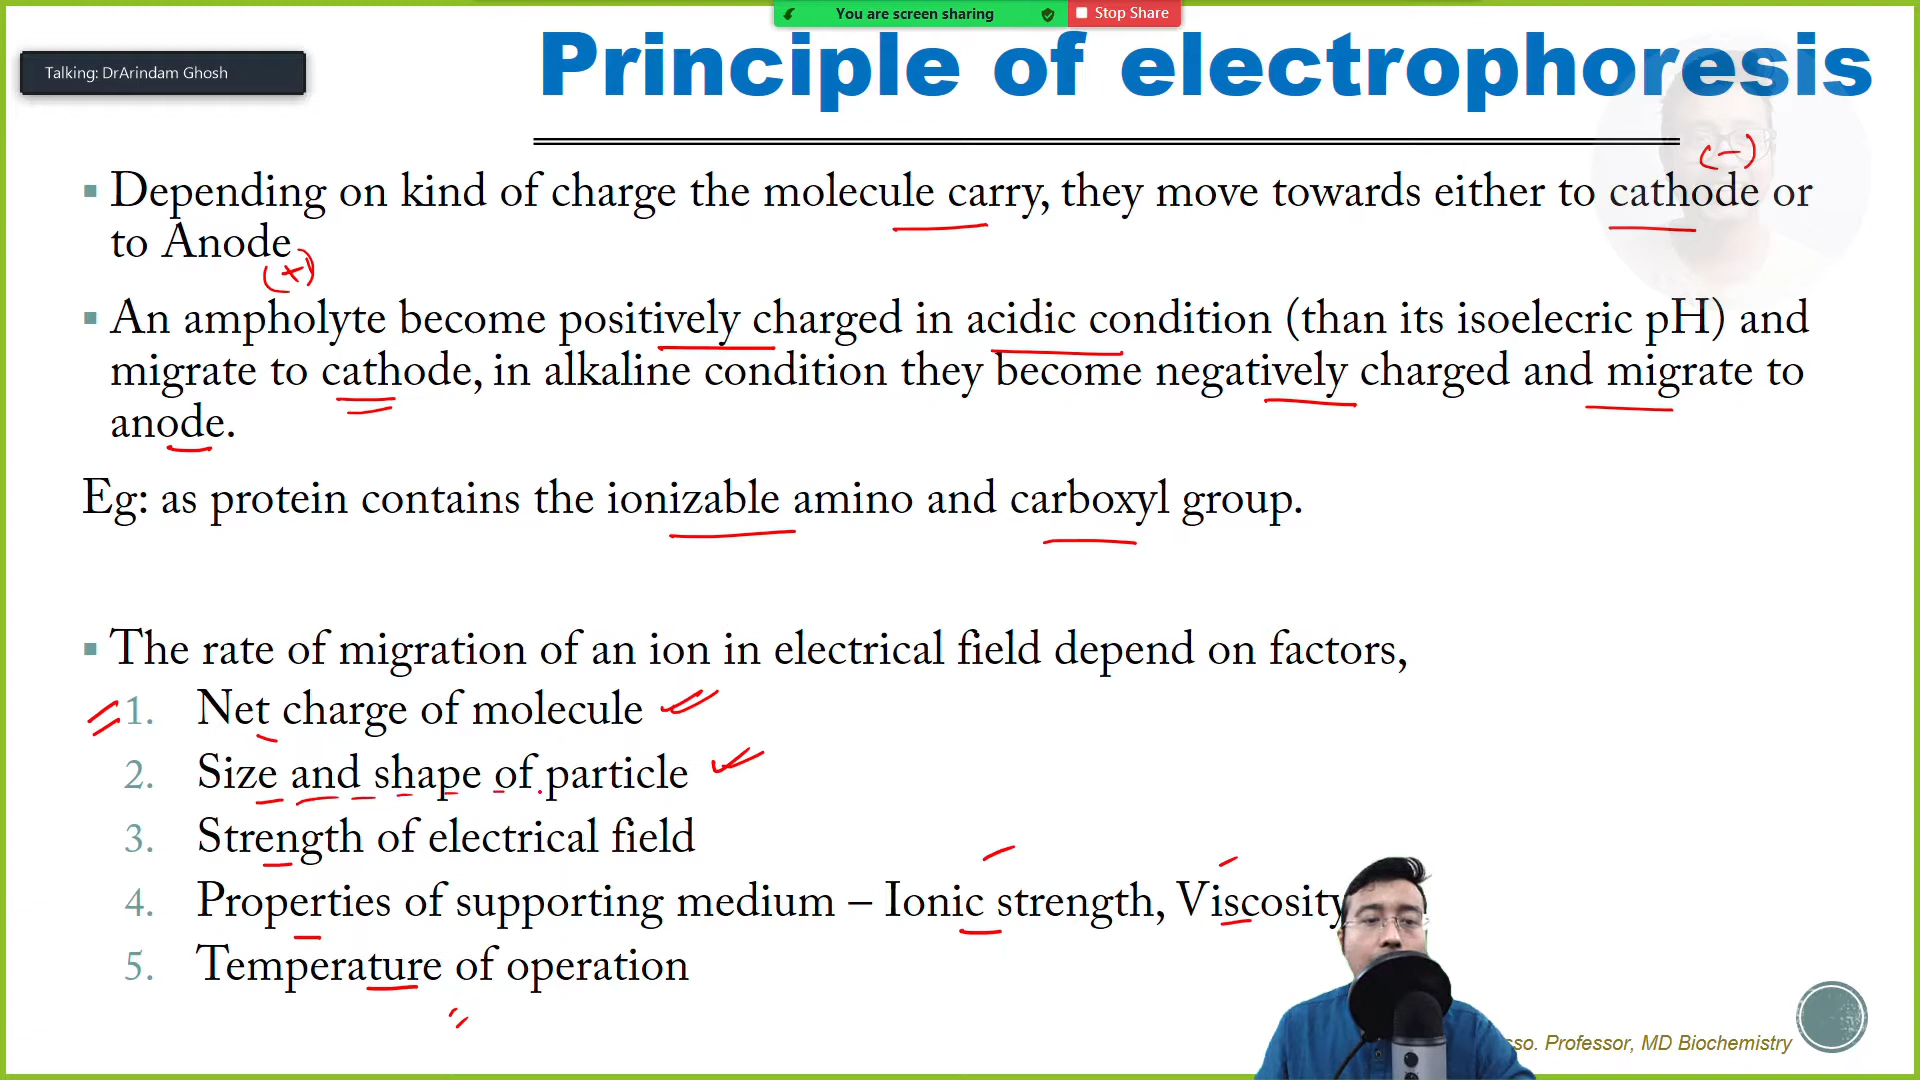 You are screen sharing
Stop Share
Talking: DrArindam Ghosh
Principle of electrophoresis
(−)
▪ Depending on kind of charge the molecule carry, they move towards either to cathode or
to Anode
(+)
▪ An ampholyte become positively charged in acidic condition (than its isoelecric pH) and
migrate to cathode, in alkaline condition they become negatively charged and migrate to
anode.
Eg: as protein contains the ionizable amino and carboxyl group.
▪ The rate of migration of an ion in electrical field depend on factors,
1. Net charge of molecule
2. Size and shape of particle
3. Strength of electrical field
4. Properties of supporting medium – Ionic strength, Viscosity
5. Temperature of operation
Professor, MD Biochemistry